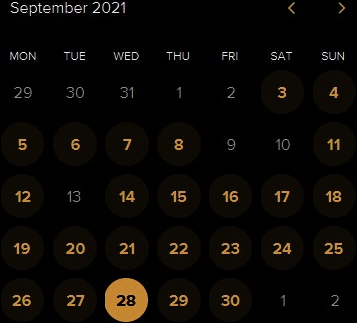 September 2021
MON TUE WED THU FRI SAT SUN
29 30 31 1 2 3 4
5 6 7 8 9 10 11
12 13 14 15 16 17 18
19 20 21 22 23 24 25
26 27 28 29 30 1 2